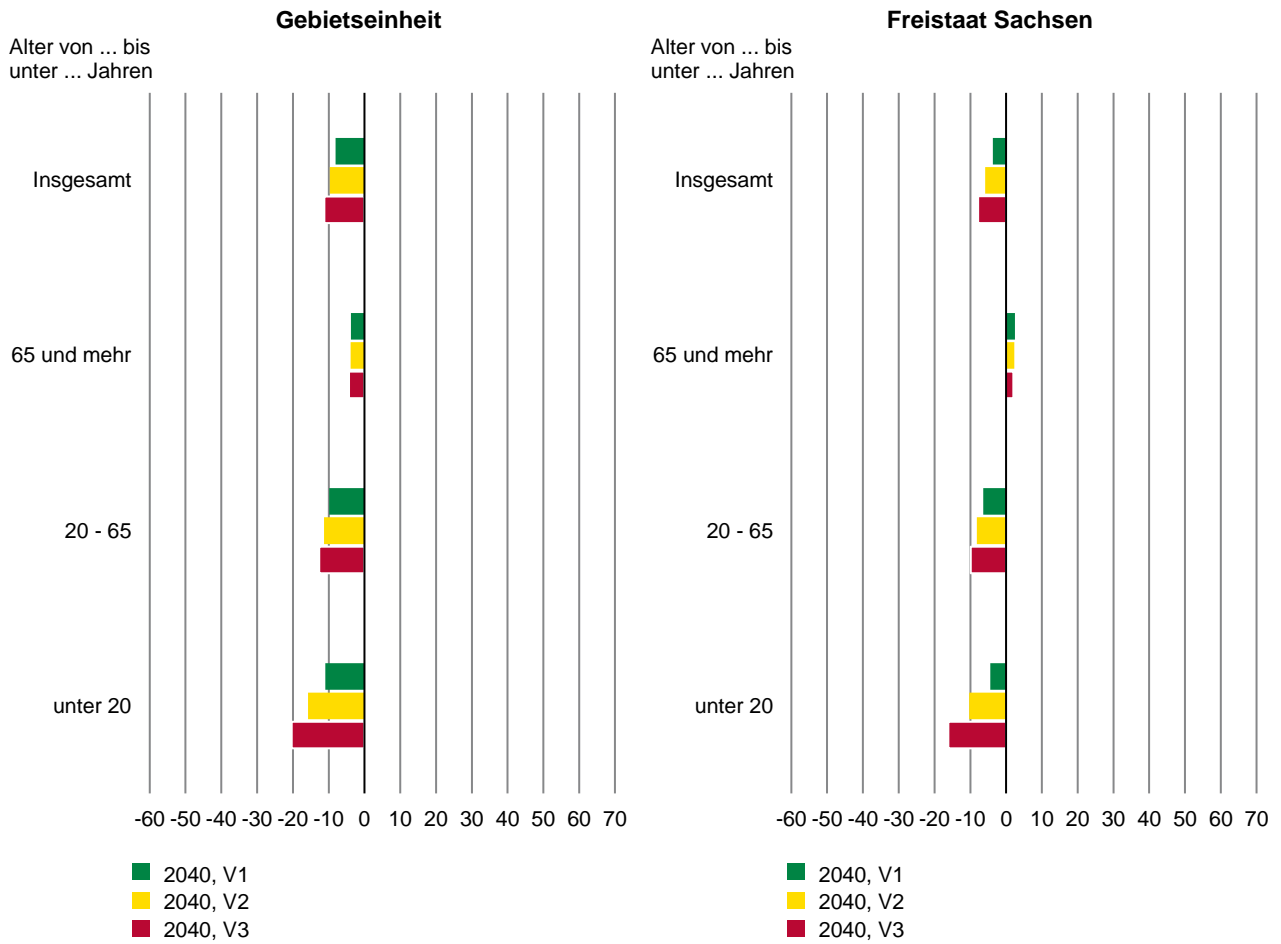 Gebietseinheit
Alter von ... bis
unter ... Jahren
Insgesamt
65 und mehr
20 - 65
unter 20
-60 -50 -40 -30 -20 -10 0 10 20 30 40 50 60 70
2040, V1
2040, V2
2040, V3
Freistaat Sachsen
Alter von ... bis
unter ... Jahren
Insgesamt
65 und mehr
20 - 65
unter 20
-60 -50 -40 -30 -20 -10 0 10 20 30 40 50 60 70
2040, V1
2040, V2
2040, V3